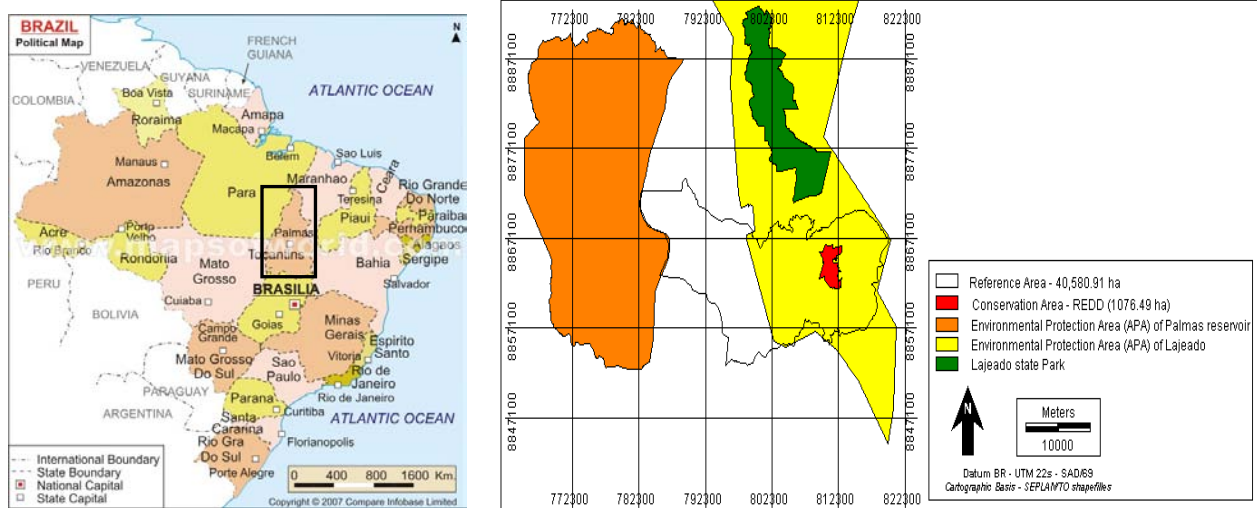 BRAZIL
Political Map
N
FRENCH
GUIANA
VENEZUELA
GUYANA
SURINAME
COLOMBIA
Boa Vista
Roraima
ATLANTIC OCEAN
Amapa
Macapa
Belem
Sao Luis
Manaus
Amazonas
Para
Maranhao
Ceara
Rio Grande
Do Norte
Teresina
Piaui
Paraiba
Pernambuco
Alagaos
Sergipe
Acre
Rio Branco
Porto
Velho
Rondonia
Palmas
Tocantins
Mato
Grosso
Bahia
Salvador
PERU
BRASILIA
Cuiaba
Goias
BOLIVIA
Minas
Gerais
Campo
Grande
Mato Grosso
Do Sul
Espirito
Santo
Vitoria
Sao
Paulo
Rio de
Janeiro
Rio de Janeiro
PARAGUAY
ARGENTINA
Parana
Curitiba
ATLANTIC OCEAN
Santa
Cararina
Florianopolis
Rio Gra
Do Sul
Porto Alegre
International Boundary
State Boundary
National Capital
State Capital
0 400 800 1600 Km.
Copyright © 2007 Compare Infobase Limited
772300 782300 792300 802300 812300 822300
8887100
8877100
8867100
8857100
8847100
8887100
8877100
8867100
8857100
8847100
772300 782300 792300 802300 812300 822300
Reference Area - 40,580.91 ha
Conservation Area - REDD (1076.49 ha)
Environmental Protection Area (APA) of Palmas reservoir
Environmental Protection Area (APA) of Lajeado
Lajeado state Park
N
Meters
10000
Datum BR - UTM 22s - SAD/69
Cartographic Basis - SEPLAN/TO shapefiles